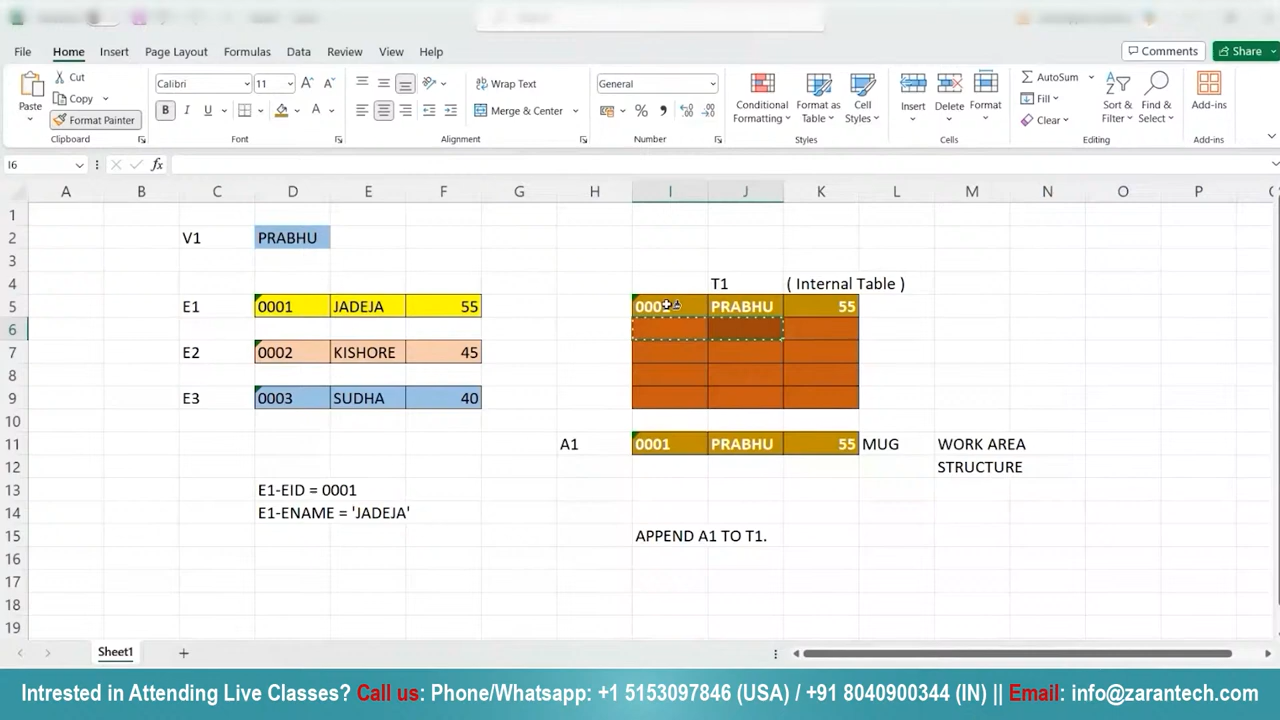 File Home Insert Page Layout Formulas Data Review View Help Comments Share
Paste Cut Copy Format Painter Clipboard
Calibri 11 B I U Font
Wrap Text Merge & Center Alignment
General % Number
Conditional Formatting Format as Table Cell Styles Styles
Insert Delete Format Cells
AutoSum Fill Clear Sort & Filter Find & Select Editing
Add-ins Add-ins
I6 fx
A B C D E F G H I J K L M N O P
1
2 V1 PRABHU
3
4 T1 ( Internal Table )
5 E1 0001 JADEJA 55 PRABHU 55
6
7 E2 0002 KISHORE 45
8
9 E3 0003 SUDHA 40
10
11 A1 0001 PRABHU 55 MUG WORK AREA
12 STRUCTURE
13 E1-EID = 0001
14 E1-ENAME = 'JADEJA'
15 APPEND A1 TO T1.
16
17
18
19
Sheet1
Intrested in Attending Live Classes? Call us: Phone/Whatsapp: +1 5153097846 (USA) / +91 8040900344 (IN) || Email: info@zarantech.com